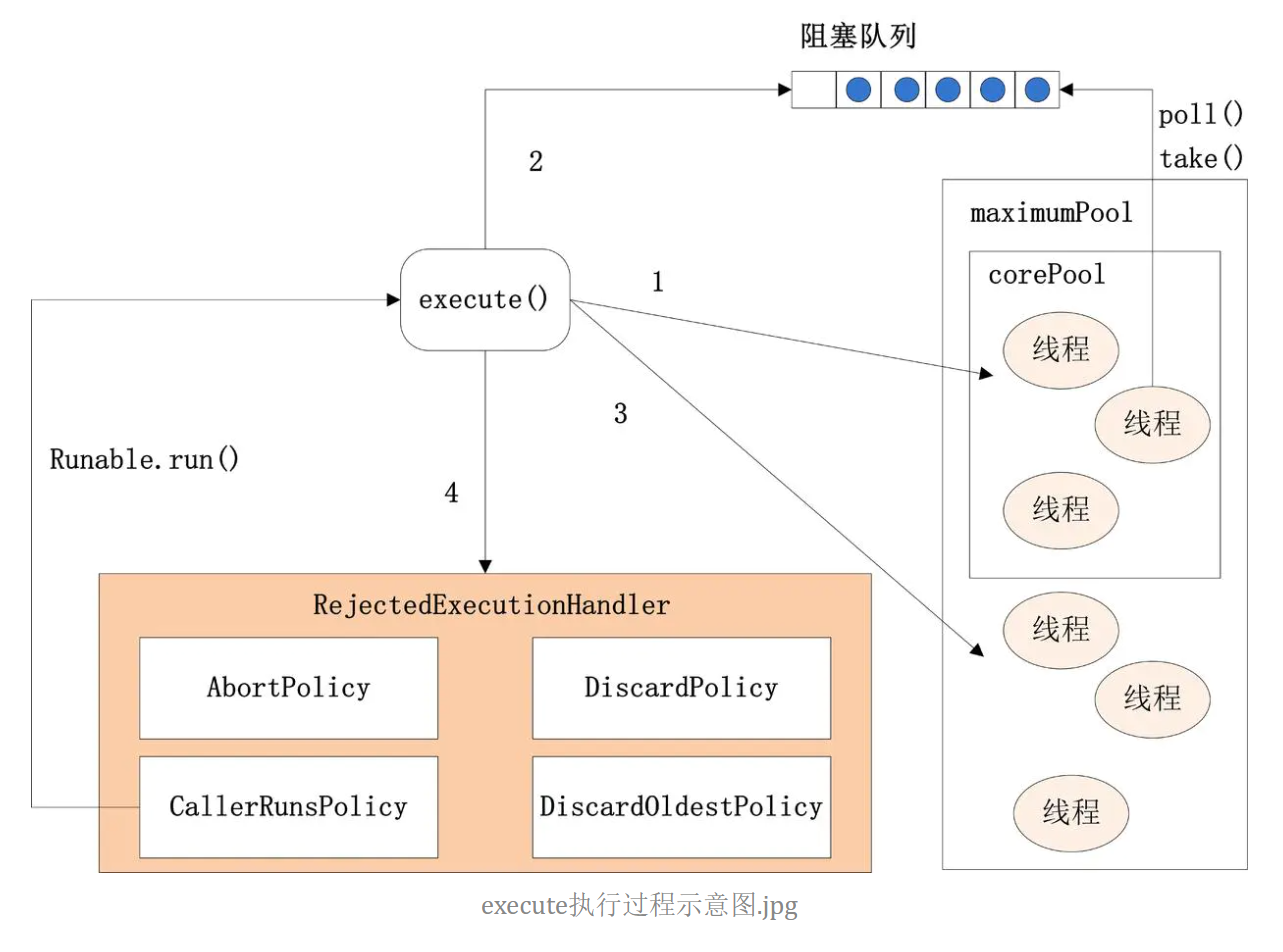 阻塞队列
poll()
take()
2
maximumPool
corePool
execute()
1
线程
线程
3
Runable.run()
4
线程
RejectedExecutionHandler
线程
AbortPolicy
DiscardPolicy
线程
CallerRunsPolicy
DiscardOldestPolicy
线程
execute执行过程示意图.jpg